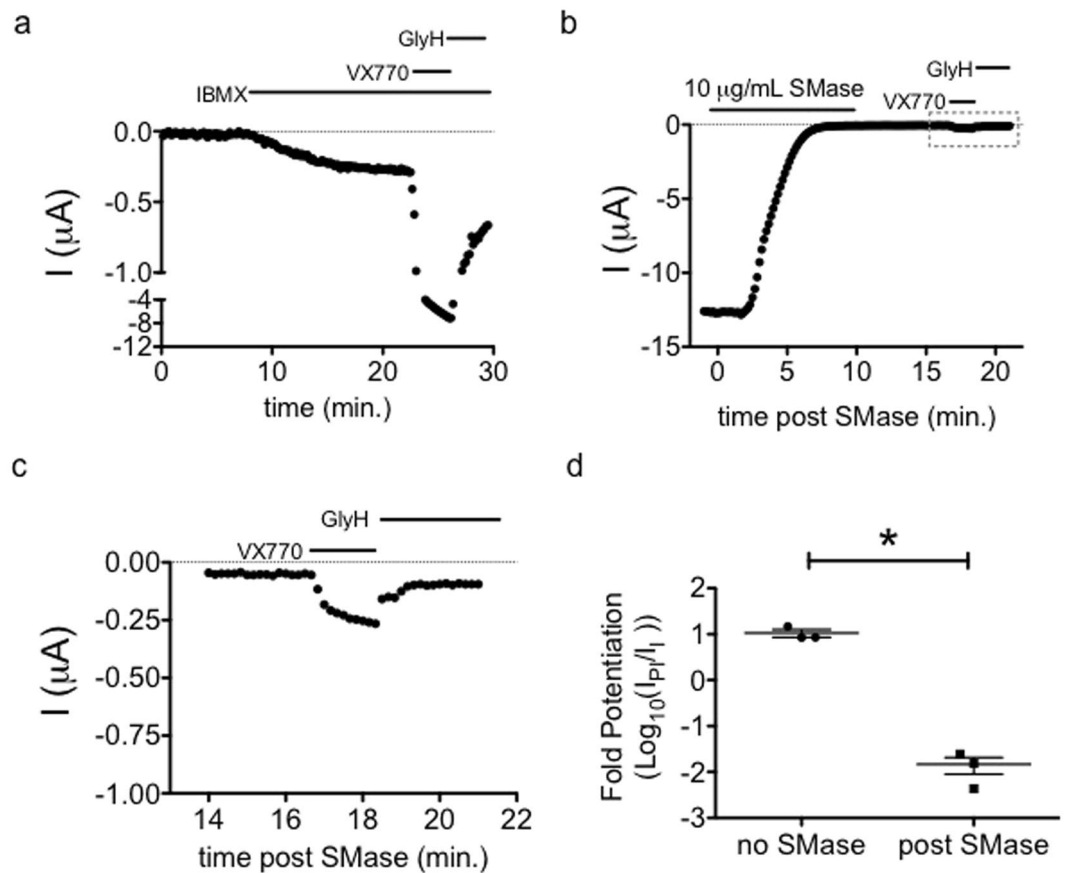 a
GlyH
VX770
IBMX
0.0
-0.5
-1.0
-4
-8
-12
I (μA)
0 10 20 30
time (min.)
b
GlyH
10 μg/mL SMase
VX770
0
-5
-10
-15
I (μA)
0 5 10 15 20
time post SMase (min.)
c
GlyH
VX770
0.00
-0.25
-0.50
-0.75
-1.00
I (μA)
14 16 18 20 22
time post SMase (min.)
d
*
2
1
0
-1
-2
-3
Fold Potentiation
(Log10(IPI/II ))
no SMase post SMase